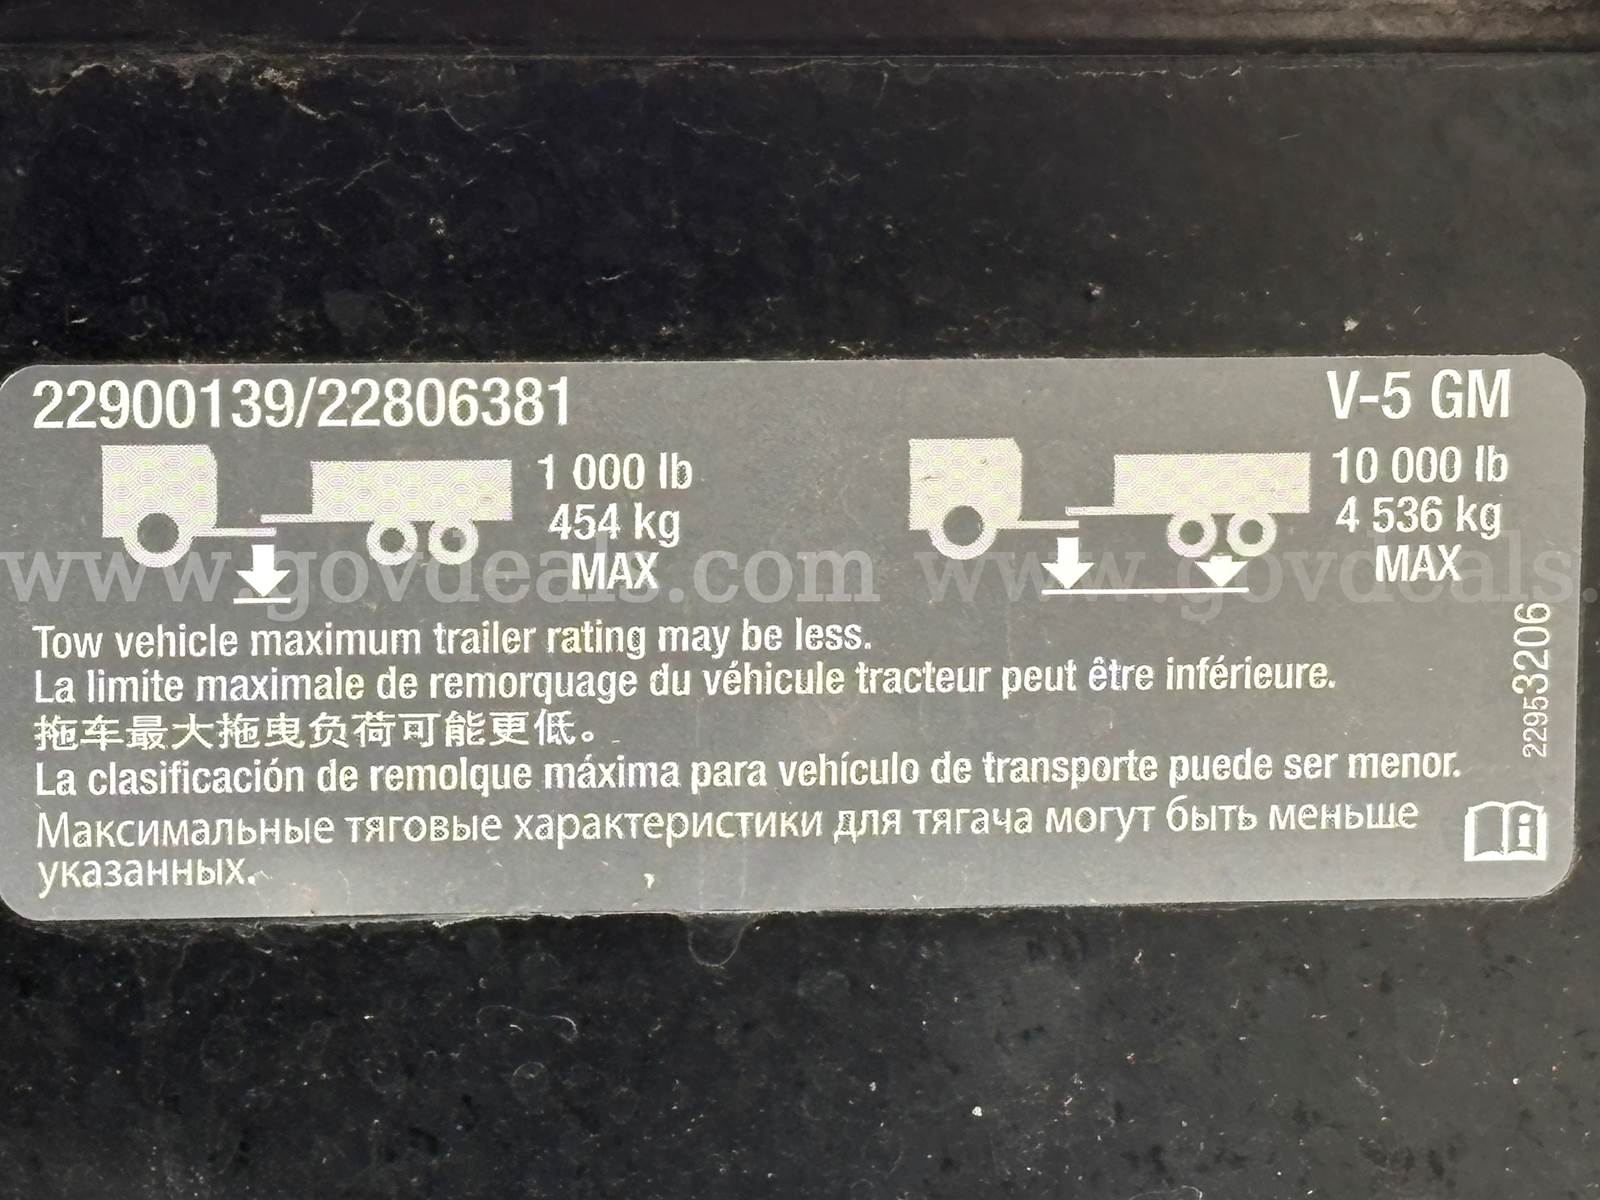 22900139/22806381 V-5 GM
1 000 lb
454 kg
MAX
10 000 lb
4 536 kg
MAX
www.govdeals.com www.govdeals.
Tow vehicle maximum trailer rating may be less.
La limite maximale de remorquage du véhicule tracteur peut être inférieure.
拖车最大拖曳负荷可能更低。
La clasificación de remolque máxima para vehículo de transporte puede ser menor.
Максимальные тяговые характеристики для тягача могут быть меньше
указанных.
22953206
i